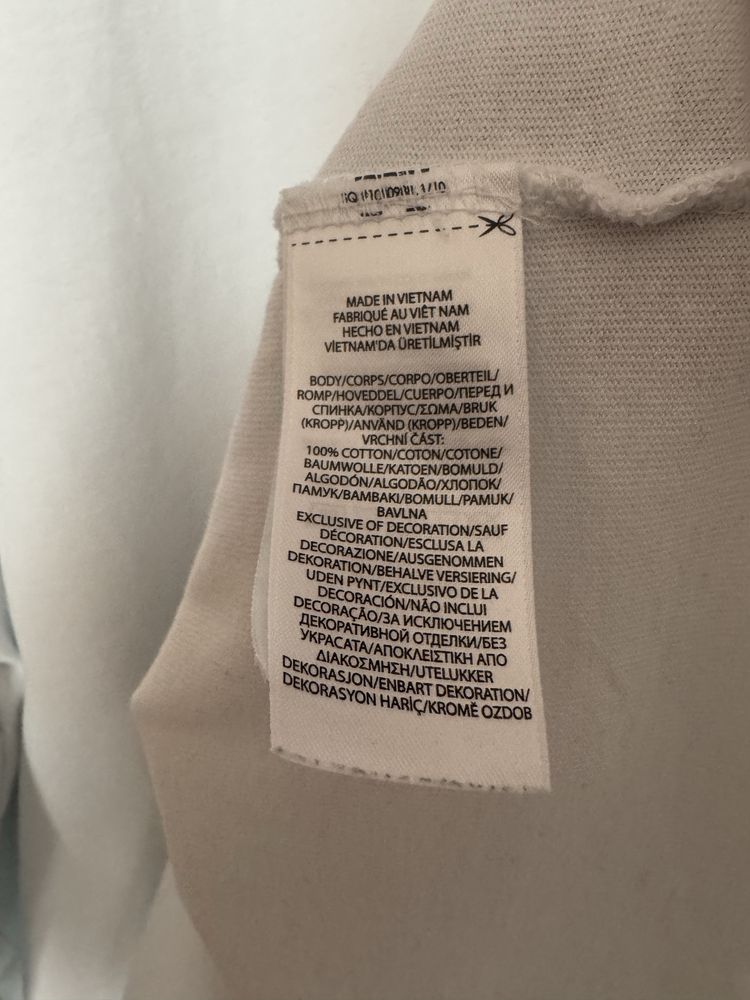 MADE IN VIETNAM
FABRIQUÉ AU VIÊT NAM
HECHO EN VIETNAM
VİETNAM'DA ÜRETİLMİŞTİR
BODY/CORPS/CORPO/OBERTEIL/
ROMP/HOVEDDEL/CUERPO/ПЕРЕД И
СПИНКА/КОРПУС/ΣΩΜΑ/BRUK
(KROPP)/ANVÄND (KROPP)/BEDEN/
VRCHNÍ ČÁST:
100% COTTON/COTON/COTONE/
BAUMWOLLE/KATOEN/BOMULD/
ALGODÓN/ALGODÃO/ХЛОПОК/
ПАМУК/ΒΑΜΒΑΚΙ/BOMULL/PAMUK/
BAVLNA
EXCLUSIVE OF DECORATION/SAUF
DÉCORATION/ESCLUSA LA
DECORAZIONE/AUSGENOMMEN
DEKORATION/BEHALVE VERSIERING/
UDEN PYNT/EXCLUSIVO DE LA
DECORACIÓN/NÃO INCLUI
DECORAÇÃO/ЗА ИСКЛЮЧЕНИЕМ
ДЕКОРАТИВНОЙ ОТДЕЛКИ/БЕЗ
УКРАСАТА/ΑΠΟΚΛΕΙΣΤΙΚΗ ΑΠΟ
ΔΙΑΚΟΣΜΗΣΗ/UTELUKKER
DEKORASJON/ENBART DEKORATION/
DEKORASYON HARİÇ/KROMĚ OZDOB